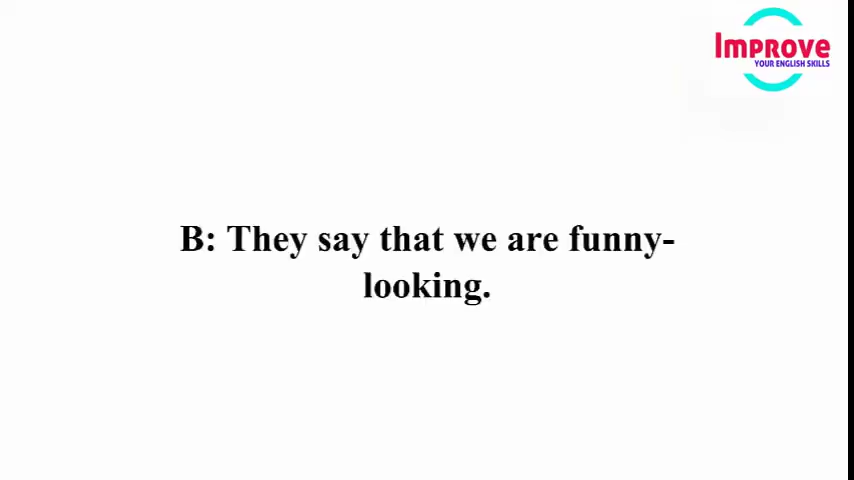 Improve
YOUR ENGLISH SKILLS
B: They say that we are funny-
looking.